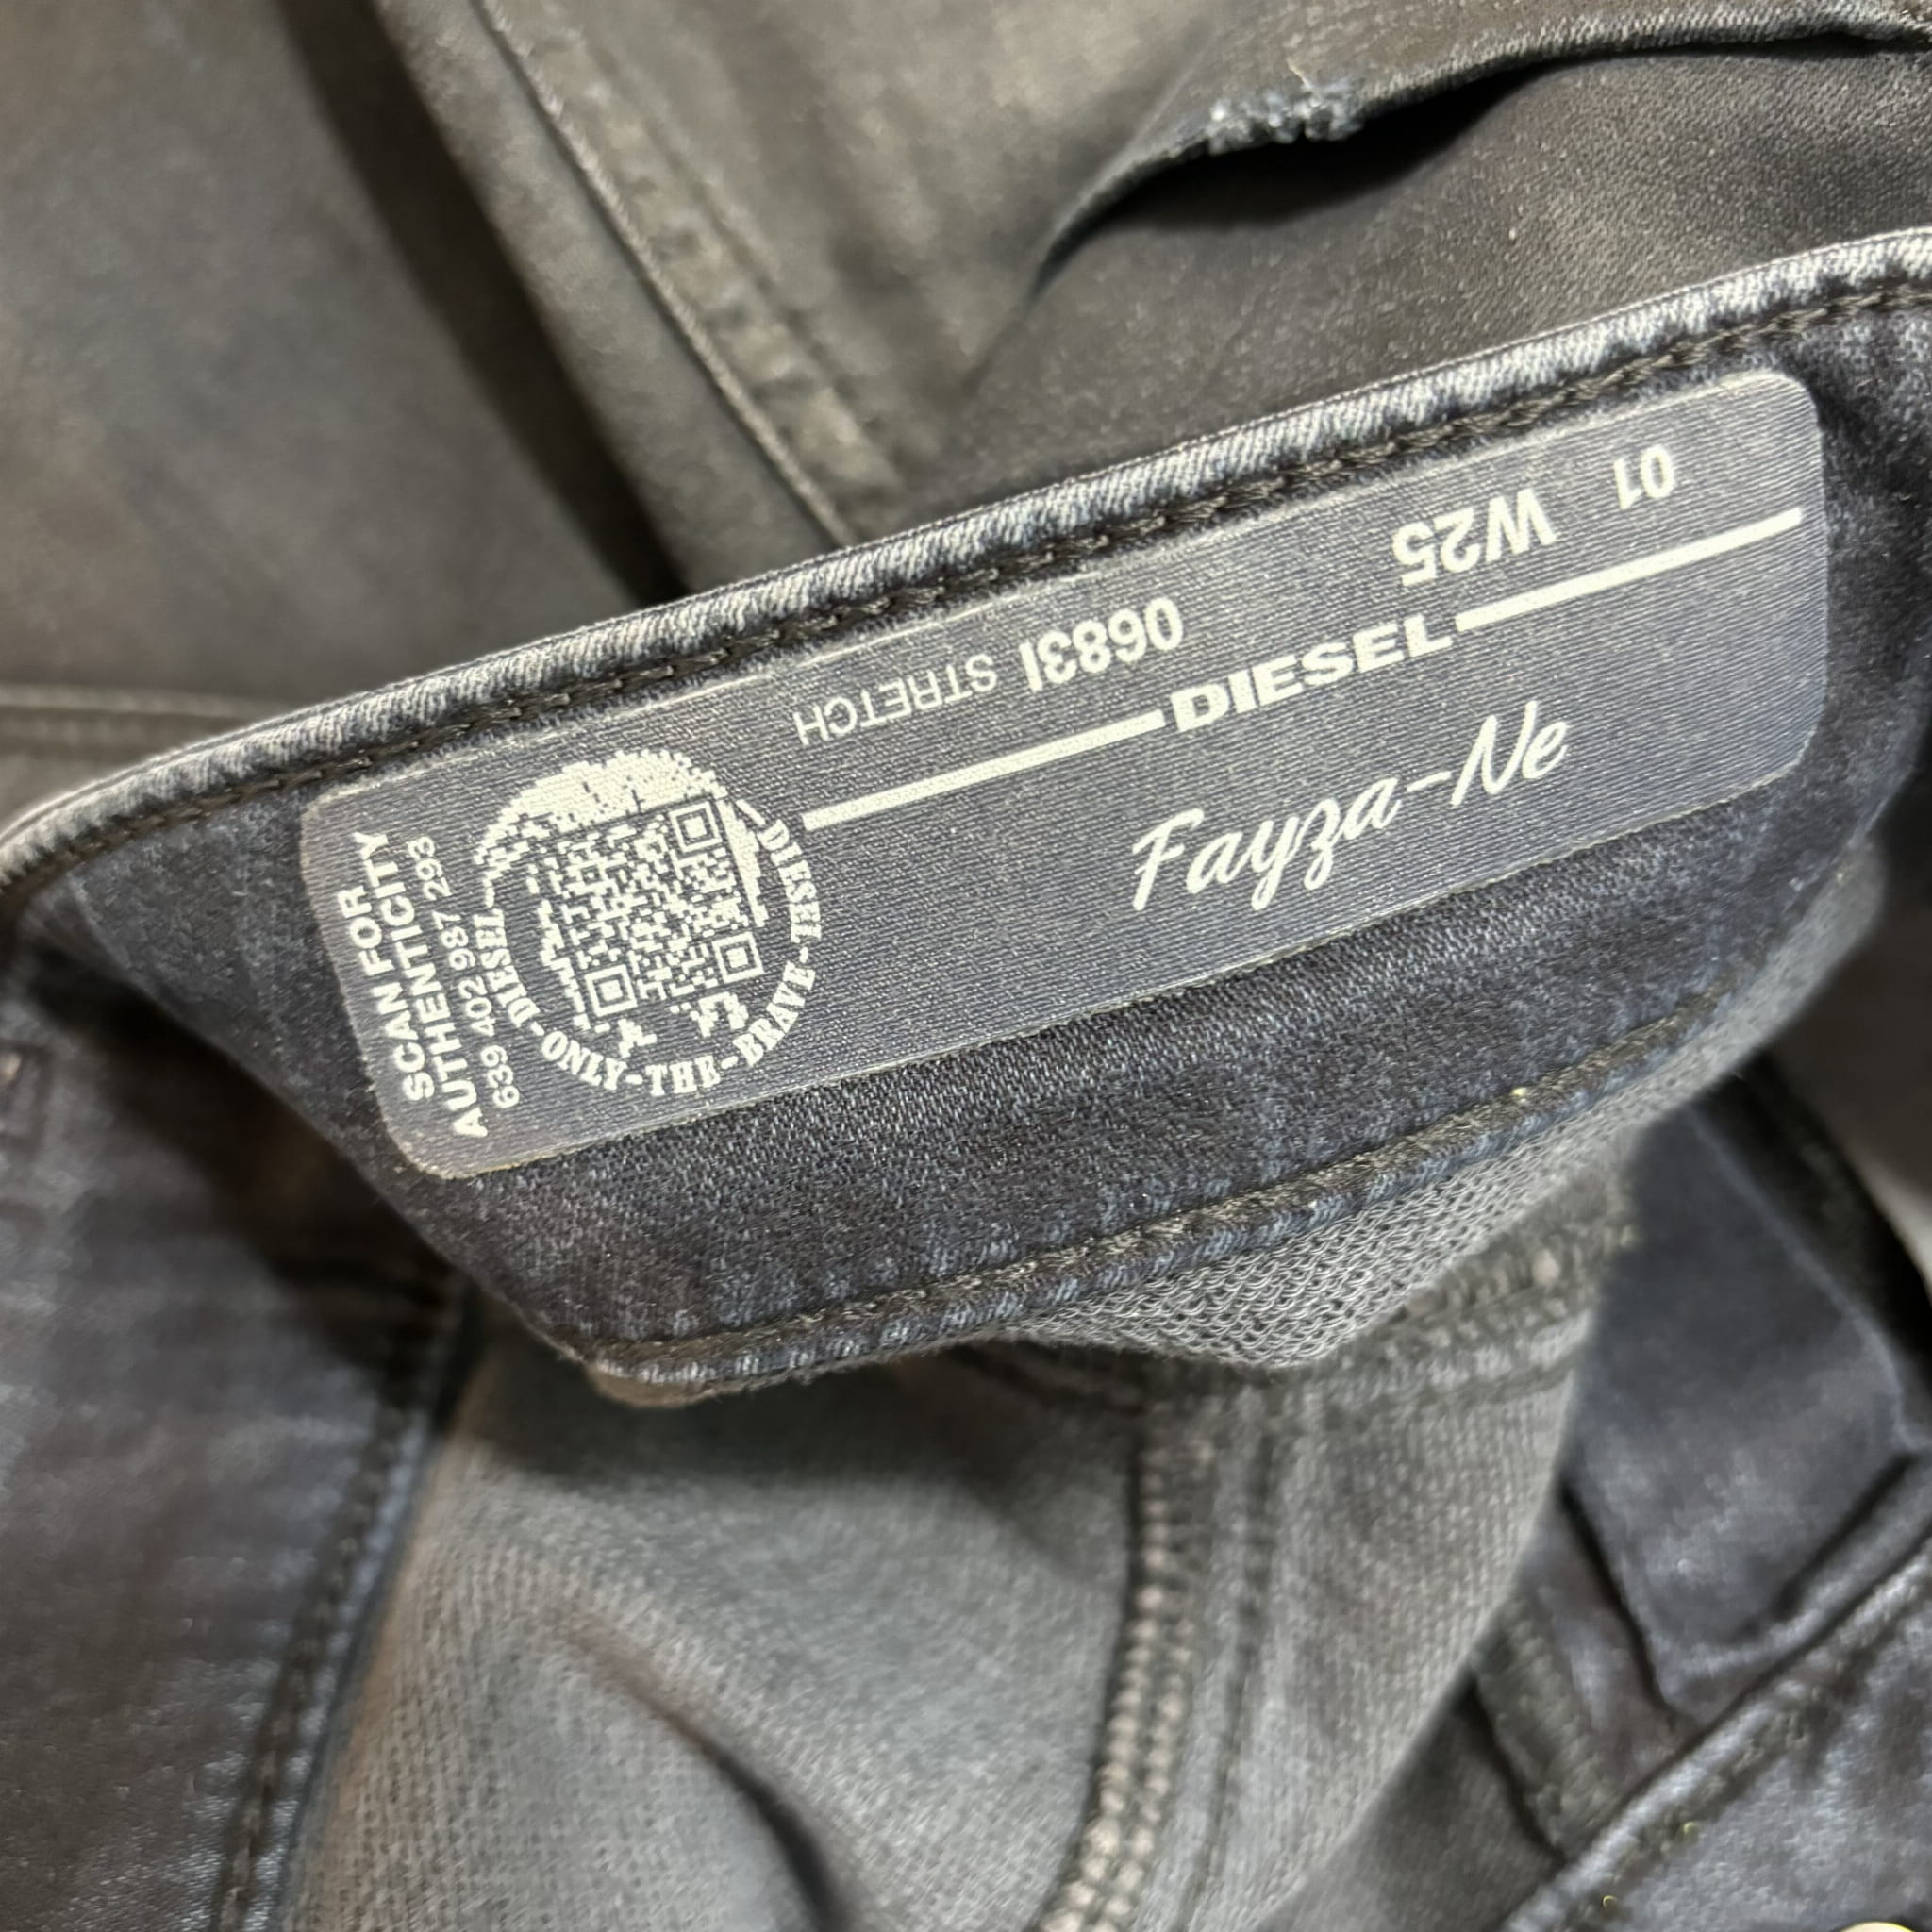 01
W25
0683I STRETCH
DIESEL
Fayza-Ne
SCAN FOR
AUTHENTICITY
639 402 987 293
DIESEL-ONLY-THE-BRAVE-DIESEL